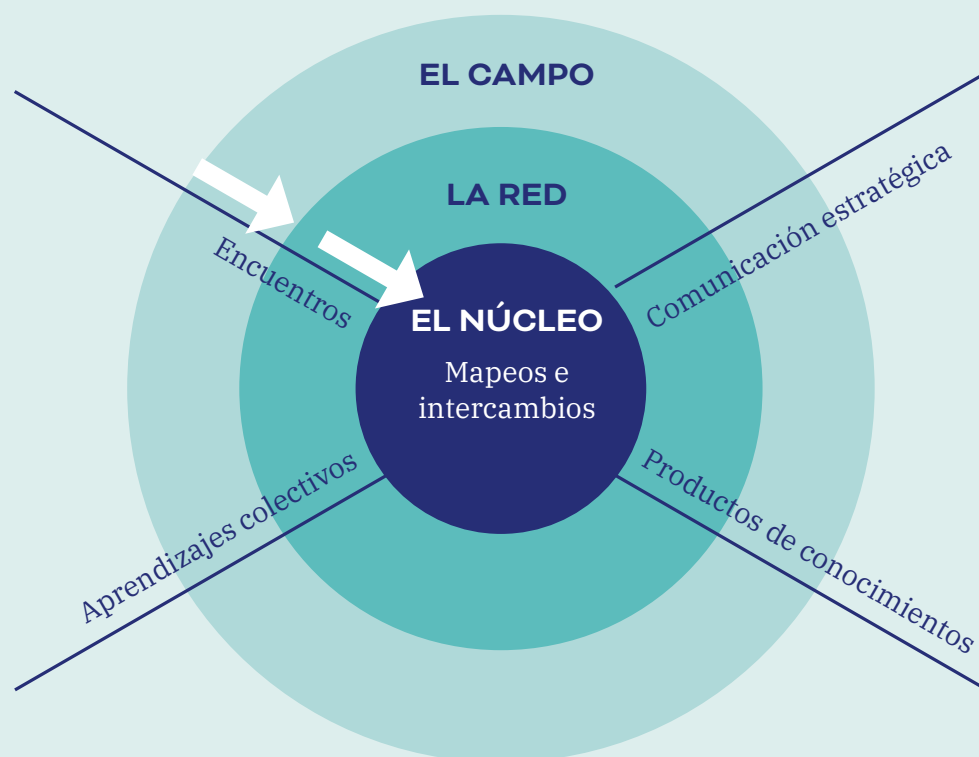 EL CAMPO
LA RED
Encuentros
Comunicación estratégica
EL NÚCLEO
Mapeos e
intercambios
Aprendizajes colectivos
Productos de conocimientos